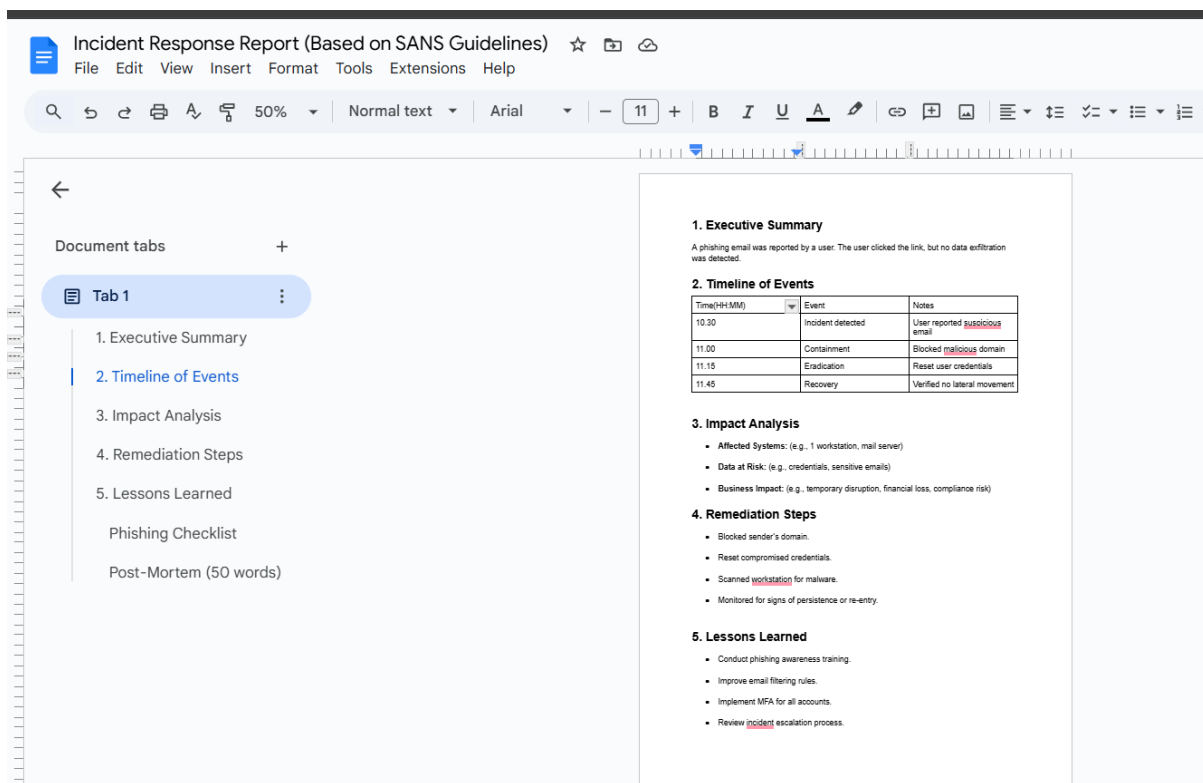 Incident Response Report (Based on SANS Guidelines)
File Edit View Insert Format Tools Extensions Help
50% Normal text Arial 11 B I U A
Document tabs
Tab 1
1. Executive Summary
2. Timeline of Events
3. Impact Analysis
4. Remediation Steps
5. Lessons Learned
Phishing Checklist
Post-Mortem (50 words)
1. Executive Summary
A phishing email was reported by a user. The user clicked the link, but no data exfiltration
was detected.
2. Timeline of Events
Time(HH:MM) Event Notes
10.30 Incident detected User reported suspicious
email
11.00 Containment Blocked malicious domain
11.15 Eradication Reset user credentials
11.45 Recovery Verified no lateral movement
3. Impact Analysis
• Affected Systems: (e.g., 1 workstation, mail server)
• Data at Risk: (e.g., credentials, sensitive emails)
• Business Impact: (e.g., temporary disruption, financial loss, compliance risk)
4. Remediation Steps
• Blocked sender's domain.
• Reset compromised credentials.
• Scanned workstation for malware.
• Monitored for signs of persistence or re-entry.
5. Lessons Learned
• Conduct phishing awareness training.
• Improve email filtering rules.
• Implement MFA for all accounts.
• Review incident escalation process.